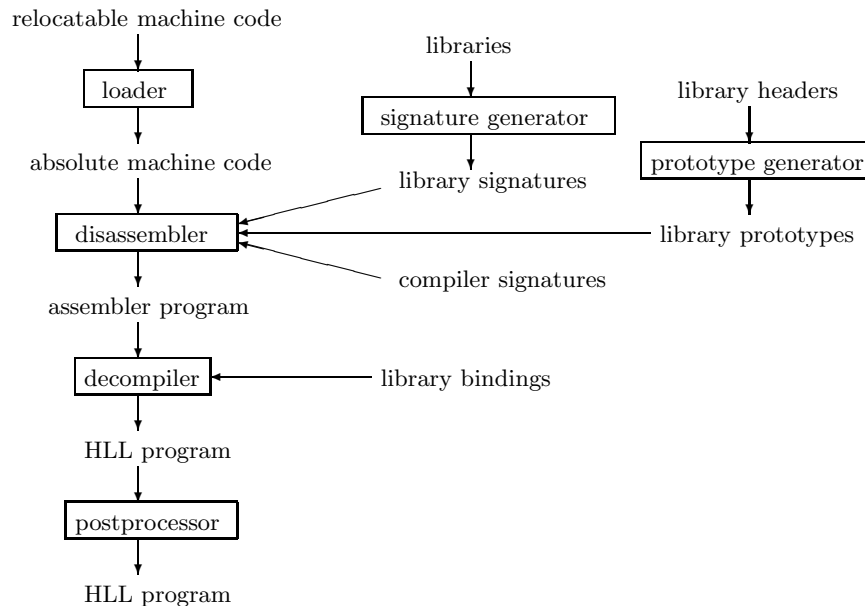 relocatable machine code
loader
absolute machine code
disassembler
assembler program
decompiler
HLL program
postprocessor
HLL program
libraries
signature generator
library signatures
compiler signatures
library bindings
library headers
prototype generator
library prototypes